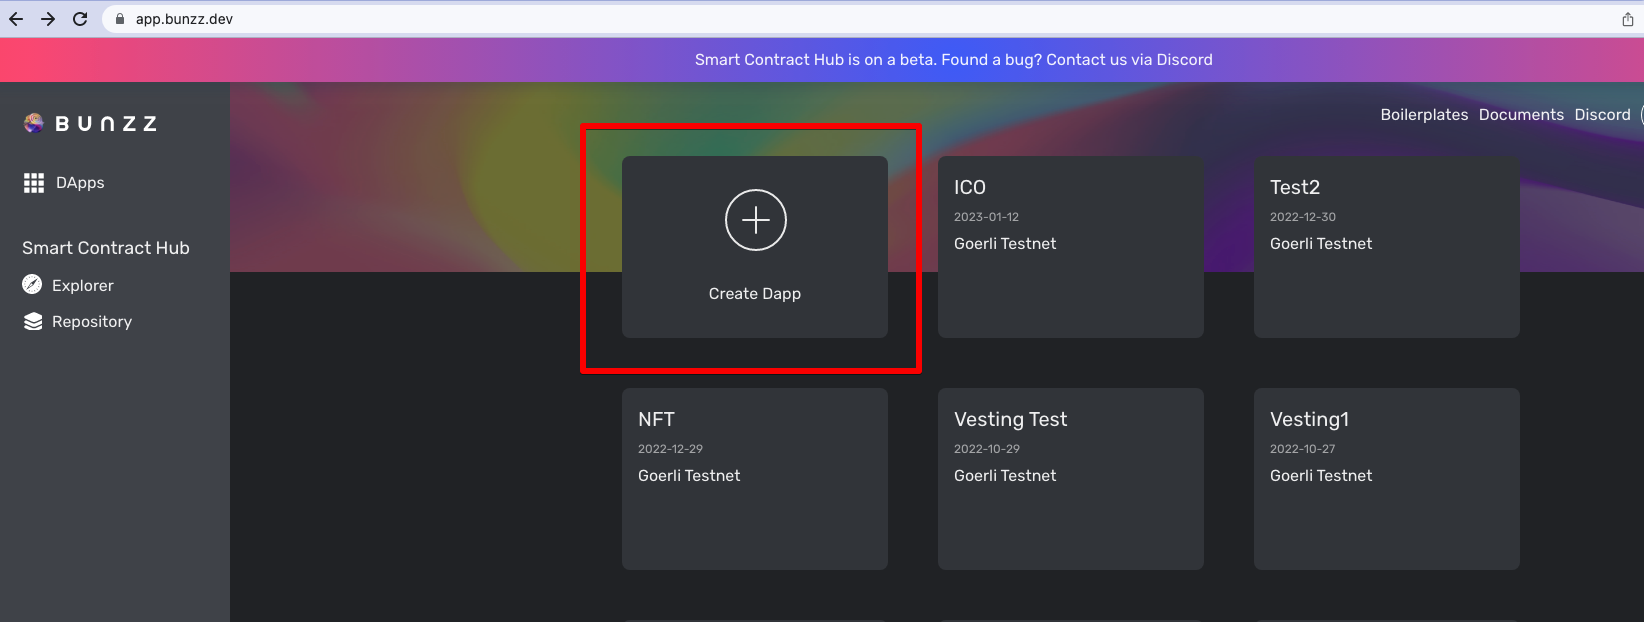 app.bunzz.dev
Smart Contract Hub is on a beta. Found a bug? Contact us via Discord
BUNZZ
DApps
Smart Contract Hub
Explorer
Repository
Boilerplates Documents Discord
Create Dapp
ICO
2023-01-12
Goerli Testnet
Test2
2022-12-30
Goerli Testnet
NFT
2022-12-29
Goerli Testnet
Vesting Test
2022-10-29
Goerli Testnet
Vesting1
2022-10-27
Goerli Testnet